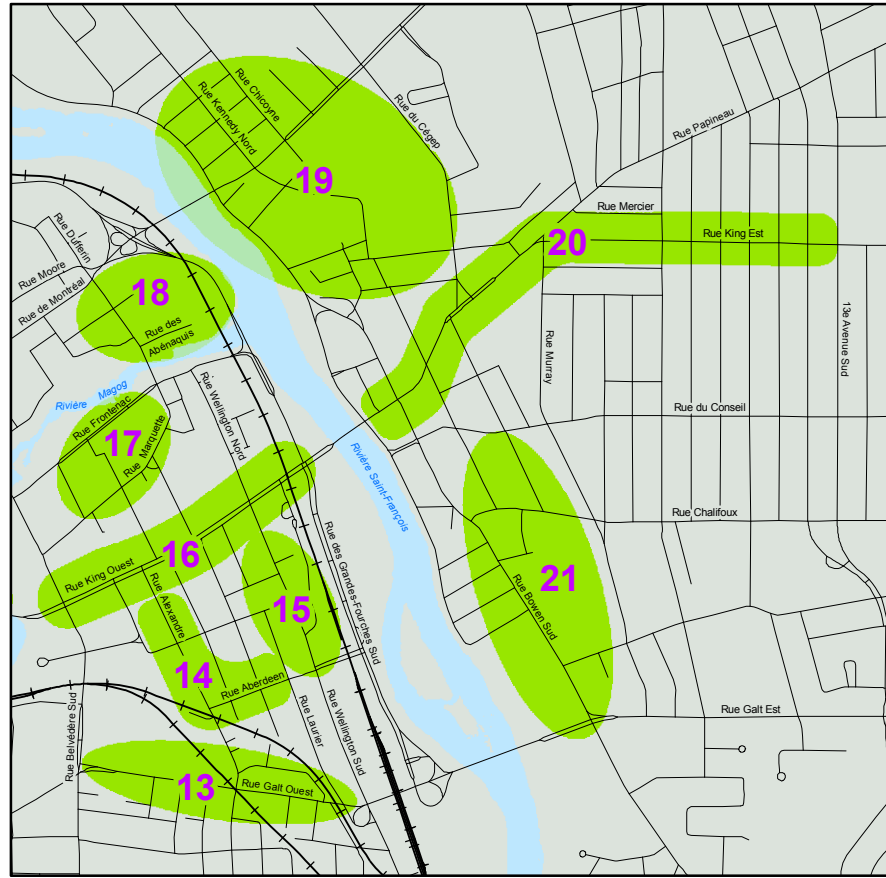 Rue Chicoyne
Rue Kennedy Nord
Rue du Cégep
Rue Papineau
19
Rue Mercier
Rue King Est
20
Rue Dufferin
Rue Moore
Rue de Montréal
18
Rue des
Abénaquis
Rue Murray
13e Avenue Sud
Rivière Magog
Rue Frontenac
Rue Marquette
17
Rue Wellington Nord
Rue du Conseil
Rivière Saint-François
Rue Chalifoux
16
Rue King Ouest
Rue Alexandre
15
Rue des Grandes-Fourches Sud
21
Rue Bowen Sud
14
Rue Aberdeen
Rue Belvédère Sud
Rue Laurier
Rue Wellington Sud
Rue Galt Est
13
Rue Galt Ouest